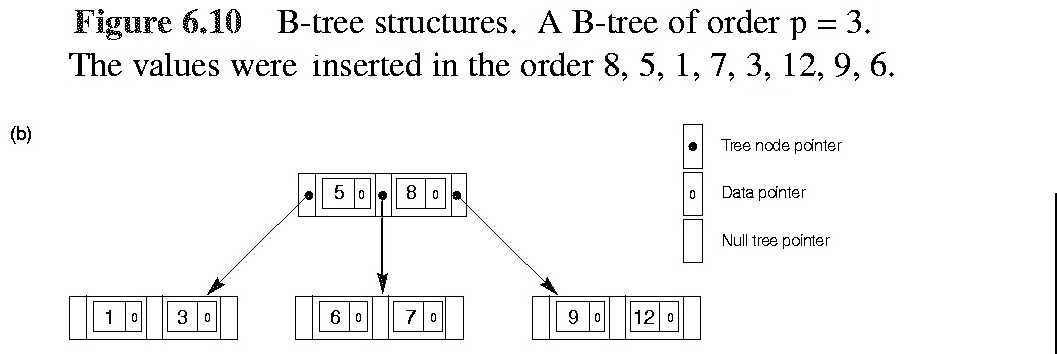 Figure 6.10 B-tree structures. A B-tree of order p = 3.
The values were inserted in the order 8, 5, 1, 7, 3, 12, 9, 6.
(b)
Tree node pointer
5 o 8 o
Data pointer
Null tree pointer
1 o 3 o
6 o 7 o
9 o 12 o